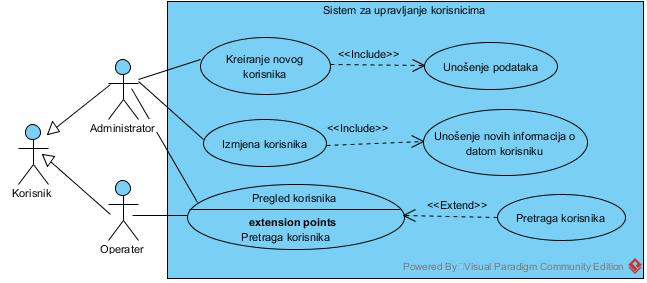 Sistem za upravljanje korisnicima
Kreiranje novog
korisnika
<<Include>>
Unošenje podataka
Administrator
Izmjena korisnika
<<Include>>
Unošenje novih informacija o
datom korisniku
Korisnik
Pregled korisnika
extension points
Pretraga korisnika
<<Extend>>
Pretraga korisnika
Operater
Powered By Visual Paradigm Community Edition